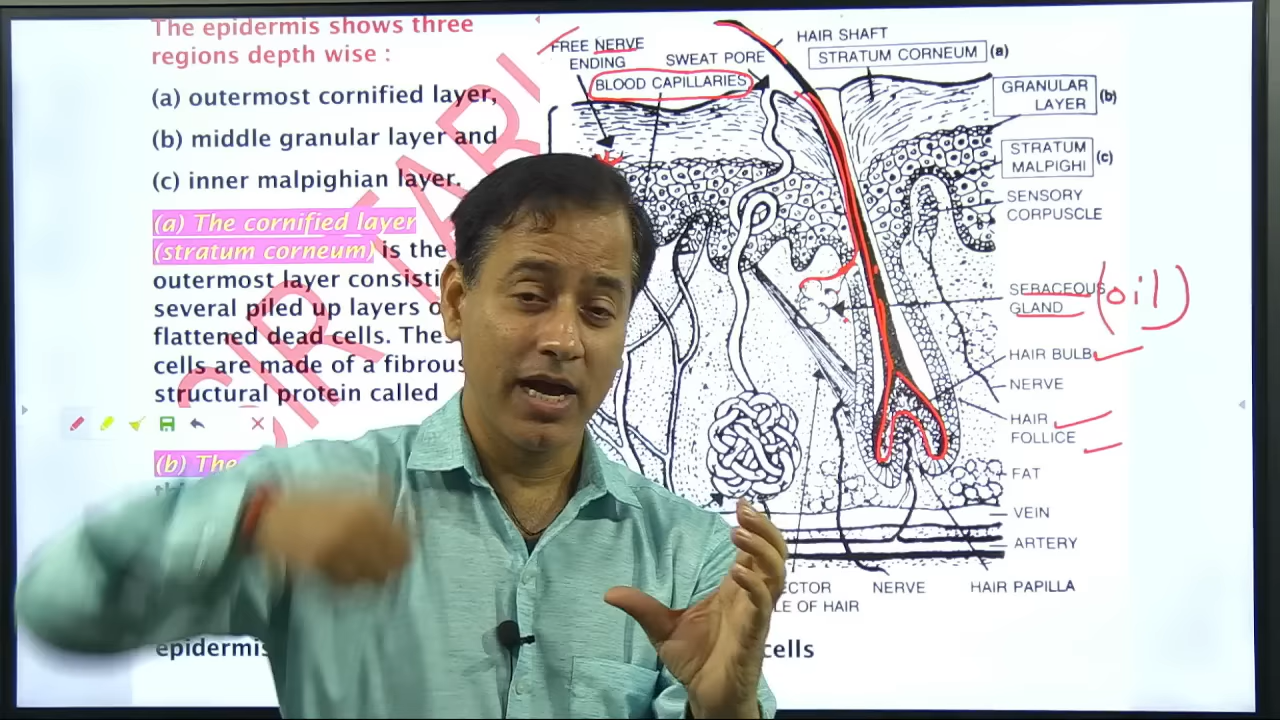 The epidermis shows three
regions depth wise :
(a) outermost cornified layer,
(b) middle granular layer and
(c) inner malpighian layer.
(a) The cornified layer
(stratum corneum) is the
outermost layer
several piled up layers
flattened dead cells.
cells are made of a fibrous
structural protein called
(b) The
epidermis
cells
FREE NERVE
ENDING
SWEAT PORE
BLOOD CAPILLARIES
HAIR SHAFT
STRATUM CORNEUM (a)
GRANULAR
LAYER (b)
STRATUM
MALPIGHI (c)
SENSORY
CORPUSCLE
SEBACEOUS
GLAND
(oil)
HAIR BULB
NERVE
HAIR
FOLLICE
FAT
VEIN
ARTERY
NERVE
HAIR PAPILLA
OF HAIR